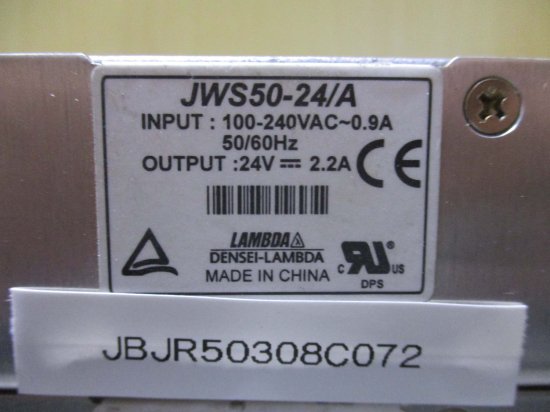 JWS50-24/A
INPUT : 100-240VAC~0.9A
50/60Hz
OUTPUT :24V⎓ 2.2A
CE
LAMBDA
DENSEI-LAMBDA
MADE IN CHINA
c RU US
DPS
JBJR50308C072